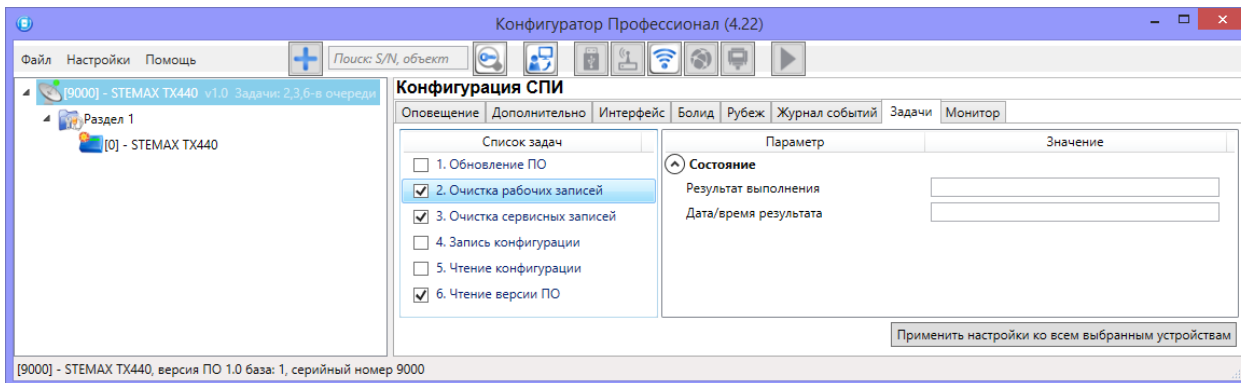 Конфигуратор Профессионал (4.22)
Файл Настройки Помощь Поиск: S/N, объект
[9000] - STEMAX TX440 v1.0 Задачи: 2,3,6-в очереди
Раздел 1
[0] - STEMAX TX440
Конфигурация СПИ
Оповещение Дополнительно Интерфейс Болид Рубеж Журнал событий Задачи Монитор
Список задач
1. Обновление ПО
2. Очистка рабочих записей
3. Очистка сервисных записей
4. Запись конфигурации
5. Чтение конфигурации
6. Чтение версии ПО
Параметр Значение
Состояние
Результат выполнения
Дата/время результата
Применить настройки ко всем выбранным устройствам
[9000] - STEMAX TX440, версия ПО 1.0 база: 1, серийный номер 9000